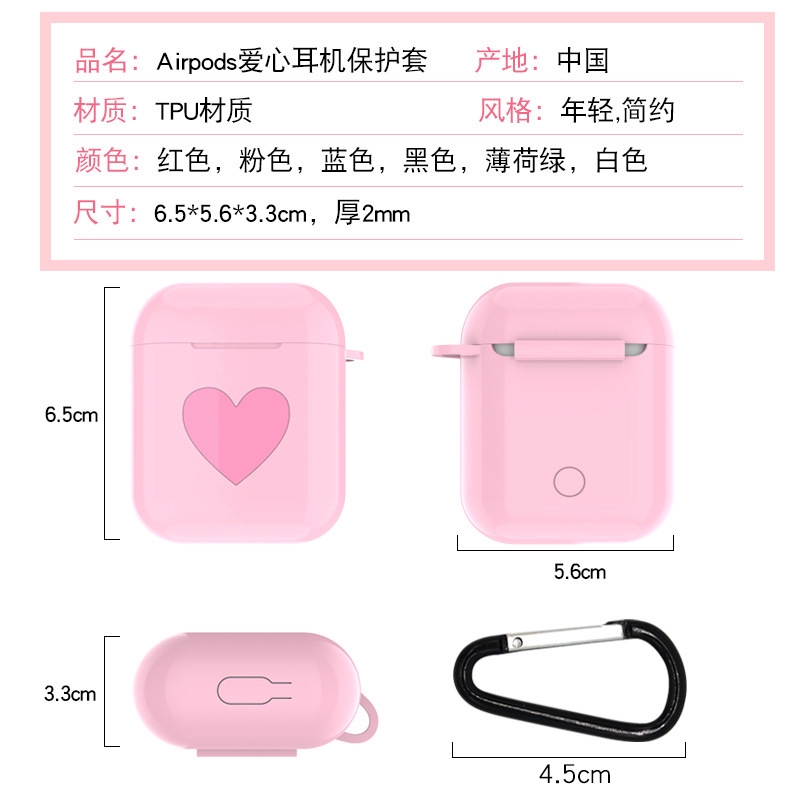 品名：Airpods爱心耳机保护套 产地：中国
材质：TPU材质 风格：年轻,简约
颜色：红色，粉色，蓝色，黑色，薄荷绿，白色
尺寸：6.5*5.6*3.3cm，厚2mm
6.5cm
5.6cm
3.3cm
4.5cm